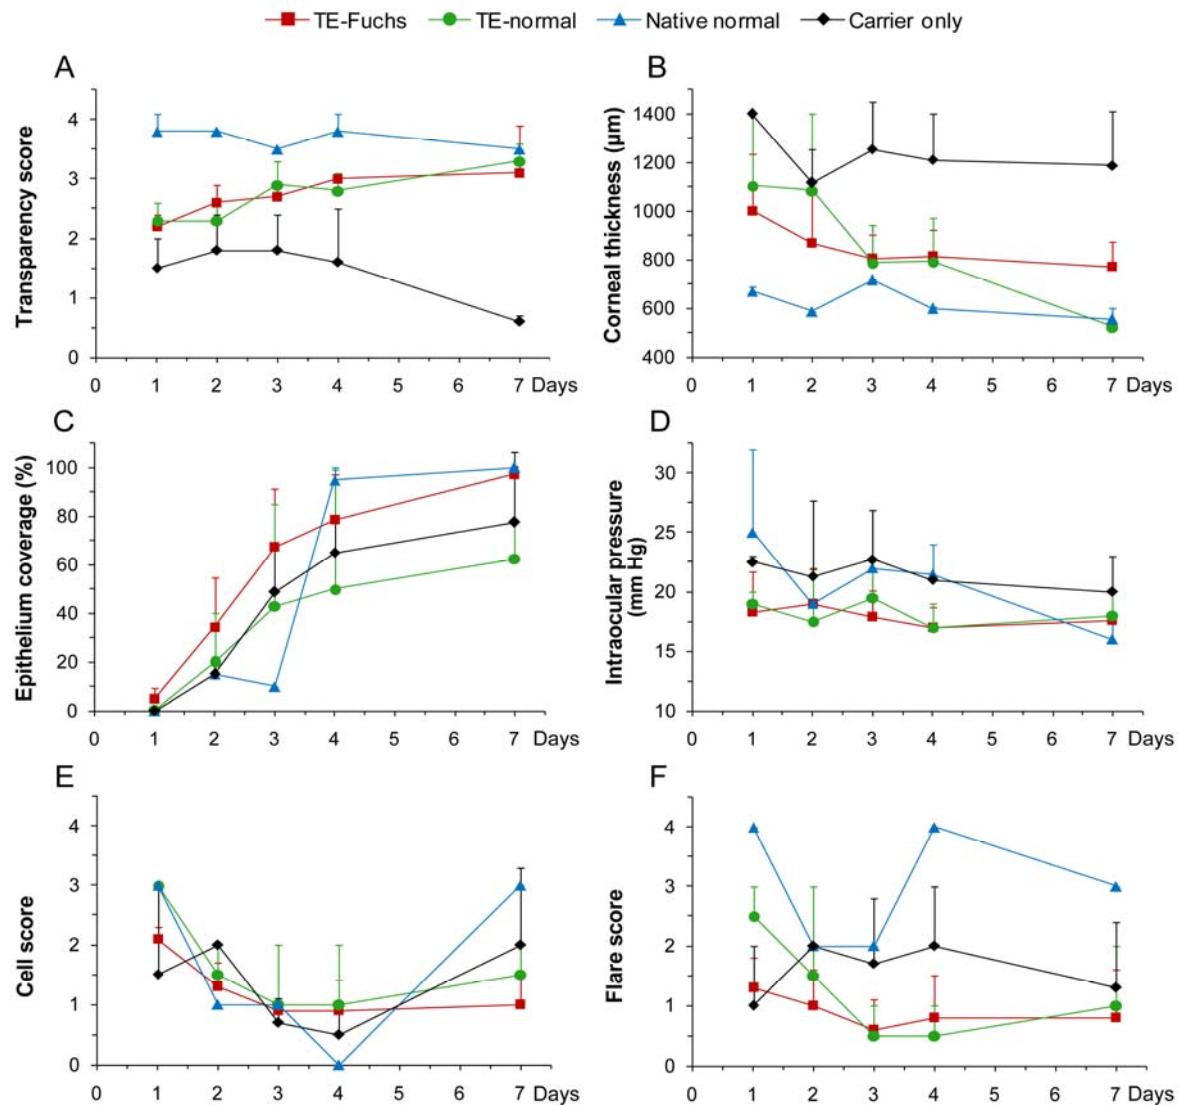 TE-Fuchs TE-normal Native normal Carrier only
A
Transparency score
4
3
2
1
0
0 1 2 3 4 5 6 7 Days
B
Corneal thickness (µm)
1400
1200
1000
800
600
400
0 1 2 3 4 5 6 7 Days
C
Epithelium coverage (%)
100
80
60
40
20
0
0 1 2 3 4 5 6 7 Days
D
Intraocular pressure
(mm Hg)
30
25
20
15
10
0 1 2 3 4 5 6 7 Days
E
Cell score
4
3
2
1
0
0 1 2 3 4 5 6 7 Days
F
Flare score
4
3
2
1
0
0 1 2 3 4 5 6 7 Days